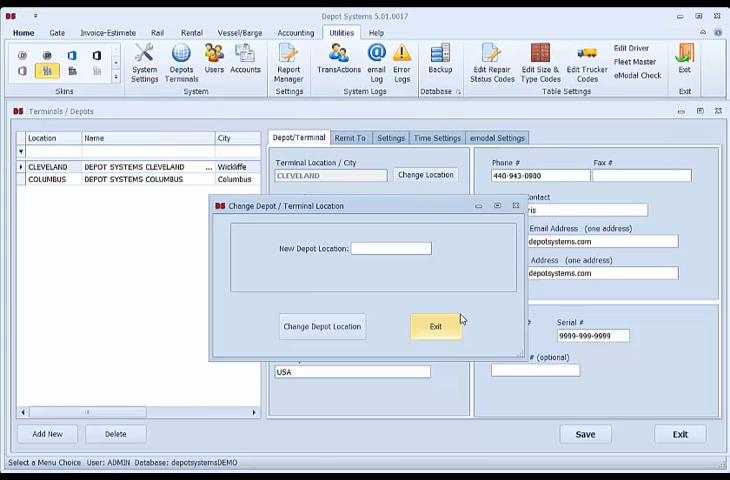 DS
Depot Systems 5.01.0017
Home Gate Invoice-Estimate Rail Rental Vessel/Barge Accounting Utilities Help
System Settings
Depots Terminals
Users
Accounts
Report Manager
TransActions
email Log
Error Logs
Backup
Edit Repair Status Codes
Edit Size & Type Codes
Edit Trucker Codes
Edit Driver
Fleet Master
eModal Check
Exit
Skins System Settings System Logs Database Table Settings Exit
DS Terminals / Depots
Location Name City
CLEVELAND DEPOT SYSTEMS CLEVELAND ... Wickliffe
COLUMBUS DEPOT SYSTEMS COLUMBUS Columbus
Depot/Terminal Remit To Settings Time Settings emodal Settings
Terminal Location / City
CLEVELAND Change Location
Phone # Fax #
440-943-0800
Contact
ris
Email Address (one address)
depotsystems.com
Address (one address)
depotsystems.com
DS Change Depot / Terminal Location
New Depot Location:
Change Depot Location Exit
# Serial #
9999-999-9999
# (optional)
USA
Add New Delete Save Exit
Select a Menu Choice User: ADMIN Database: depotsystemsDEMO